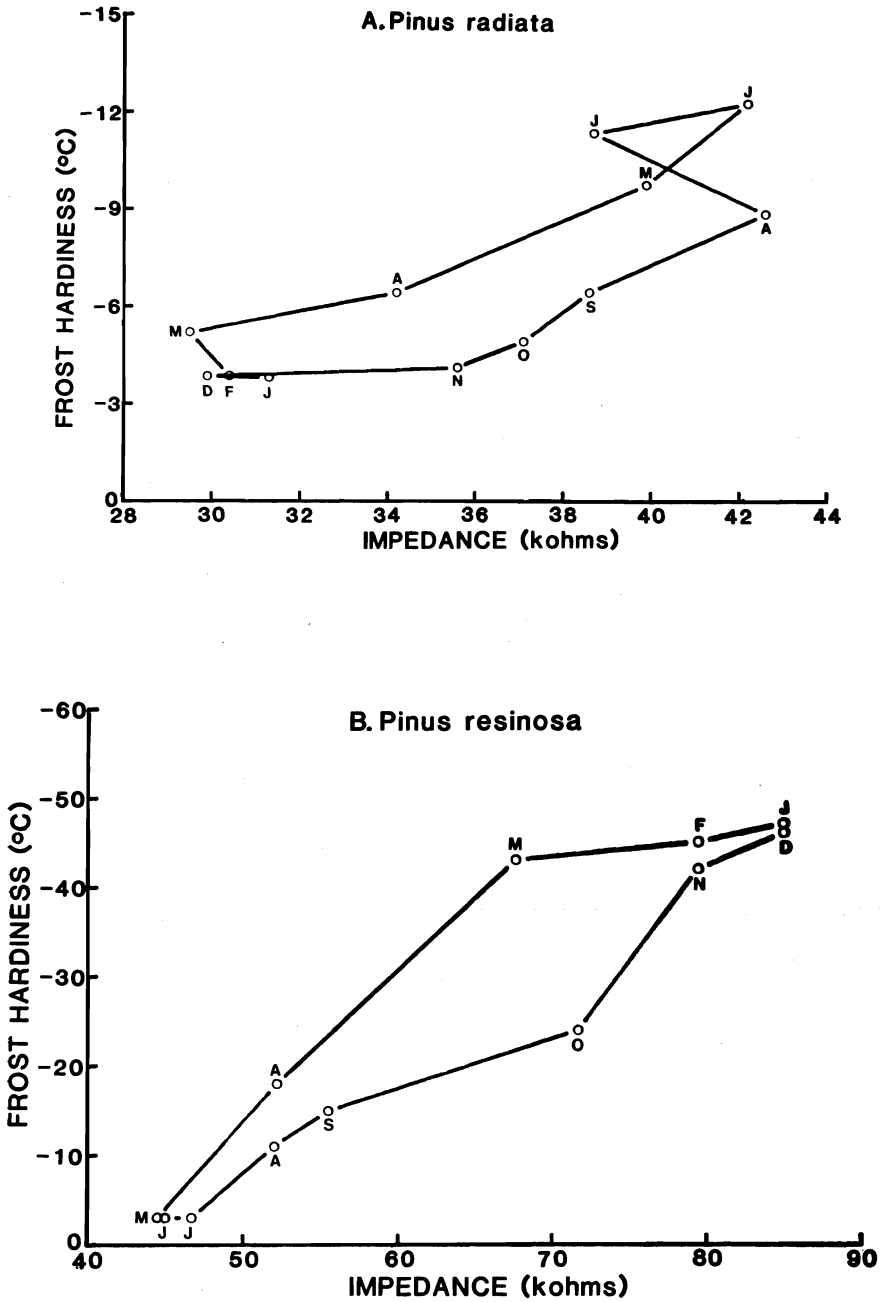 A. Pinus radiata
FROST HARDINESS (°C)
-15
-12
-9
-6
-3
0
J
J
M
A
A
S
M
O
N
D F J
28 30 32 34 36 38 40 42 44
IMPEDANCE (kohms)
B. Pinus resinosa
FROST HARDINESS (°C)
-60
-50
-40
-30
-20
-10
0
J
F
M
D
N
O
A
S
A
M
J J
40 50 60 70 80 90
IMPEDANCE (kohms)